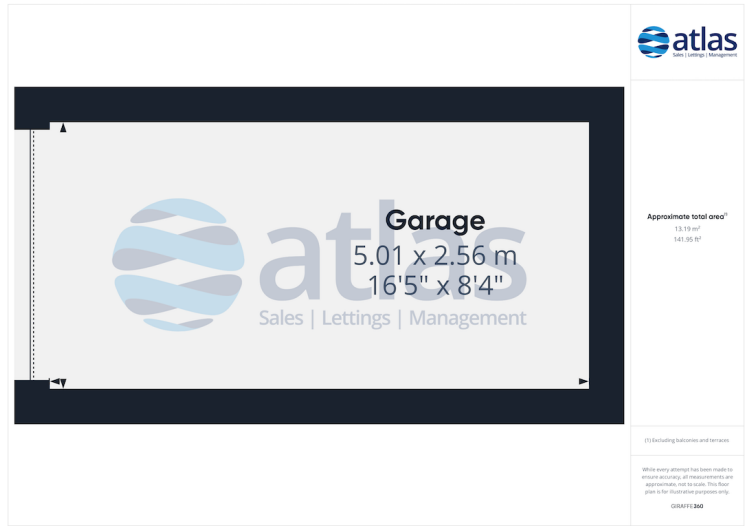 atlas
Sales | Lettings | Management
Garage
5.01 x 2.56 m
16'5" x 8'4"
atlas
Sales | Lettings | Management
Approximate total area(1)
13.19 m²
141.95 ft²
(1) Excluding balconies and terraces
While every attempt has been made to
ensure accuracy, all measurements are
approximate, not to scale. This floor
plan is for illustrative purposes only.
GIRAFFE360